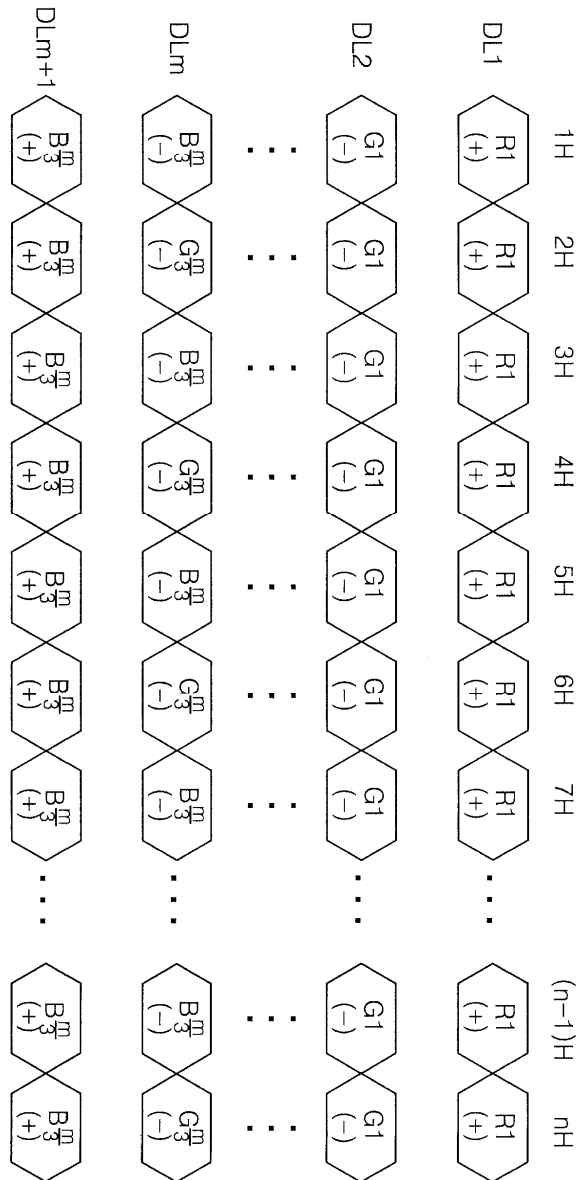 1H 2H 3H 4H 5H 6H 7H (n-1)H nH
DL1 R1 R1 R1 R1 R1 R1 R1 ... R1 R1
(+) (+) (+) (+) (+) (+) (+) (+) (+)
DL2 G1 G1 G1 G1 G1 G1 G1 ... G1 G1
(-) (-) (-) (-) (-) (-) (-) (-) (-)
... ... ... ... ... ... ... ... ...
DLm Bm/3 Gm/3 Bm/3 Gm/3 Bm/3 Gm/3 Bm/3 ... Bm/3 Gm/3
(-) (-) (-) (-) (-) (-) (-) (-) (-)
DLm+1 Bm/3 Bm/3 Bm/3 Bm/3 Bm/3 Bm/3 Bm/3 ... Bm/3 Bm/3
(+) (+) (+) (+) (+) (+) (+) (+) (+)